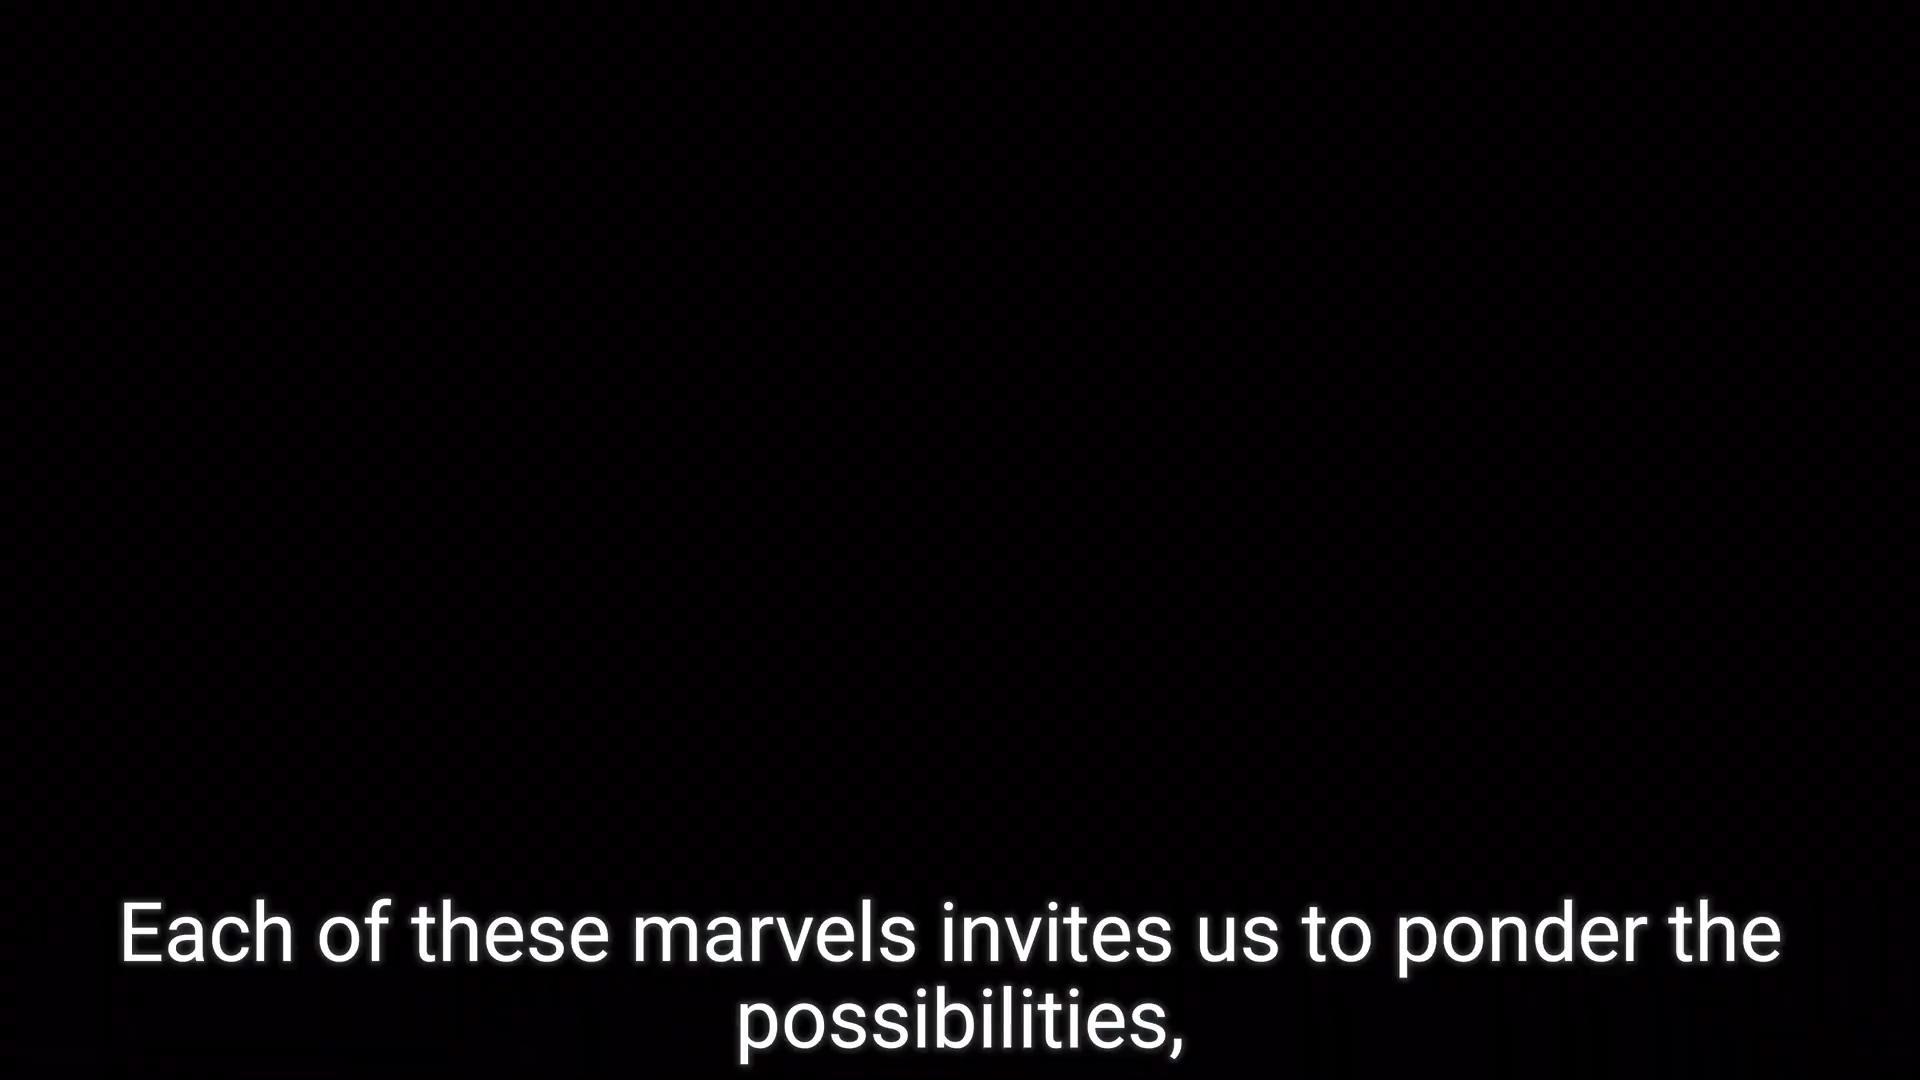 Each of these marvels invites us to ponder the
possibilities,